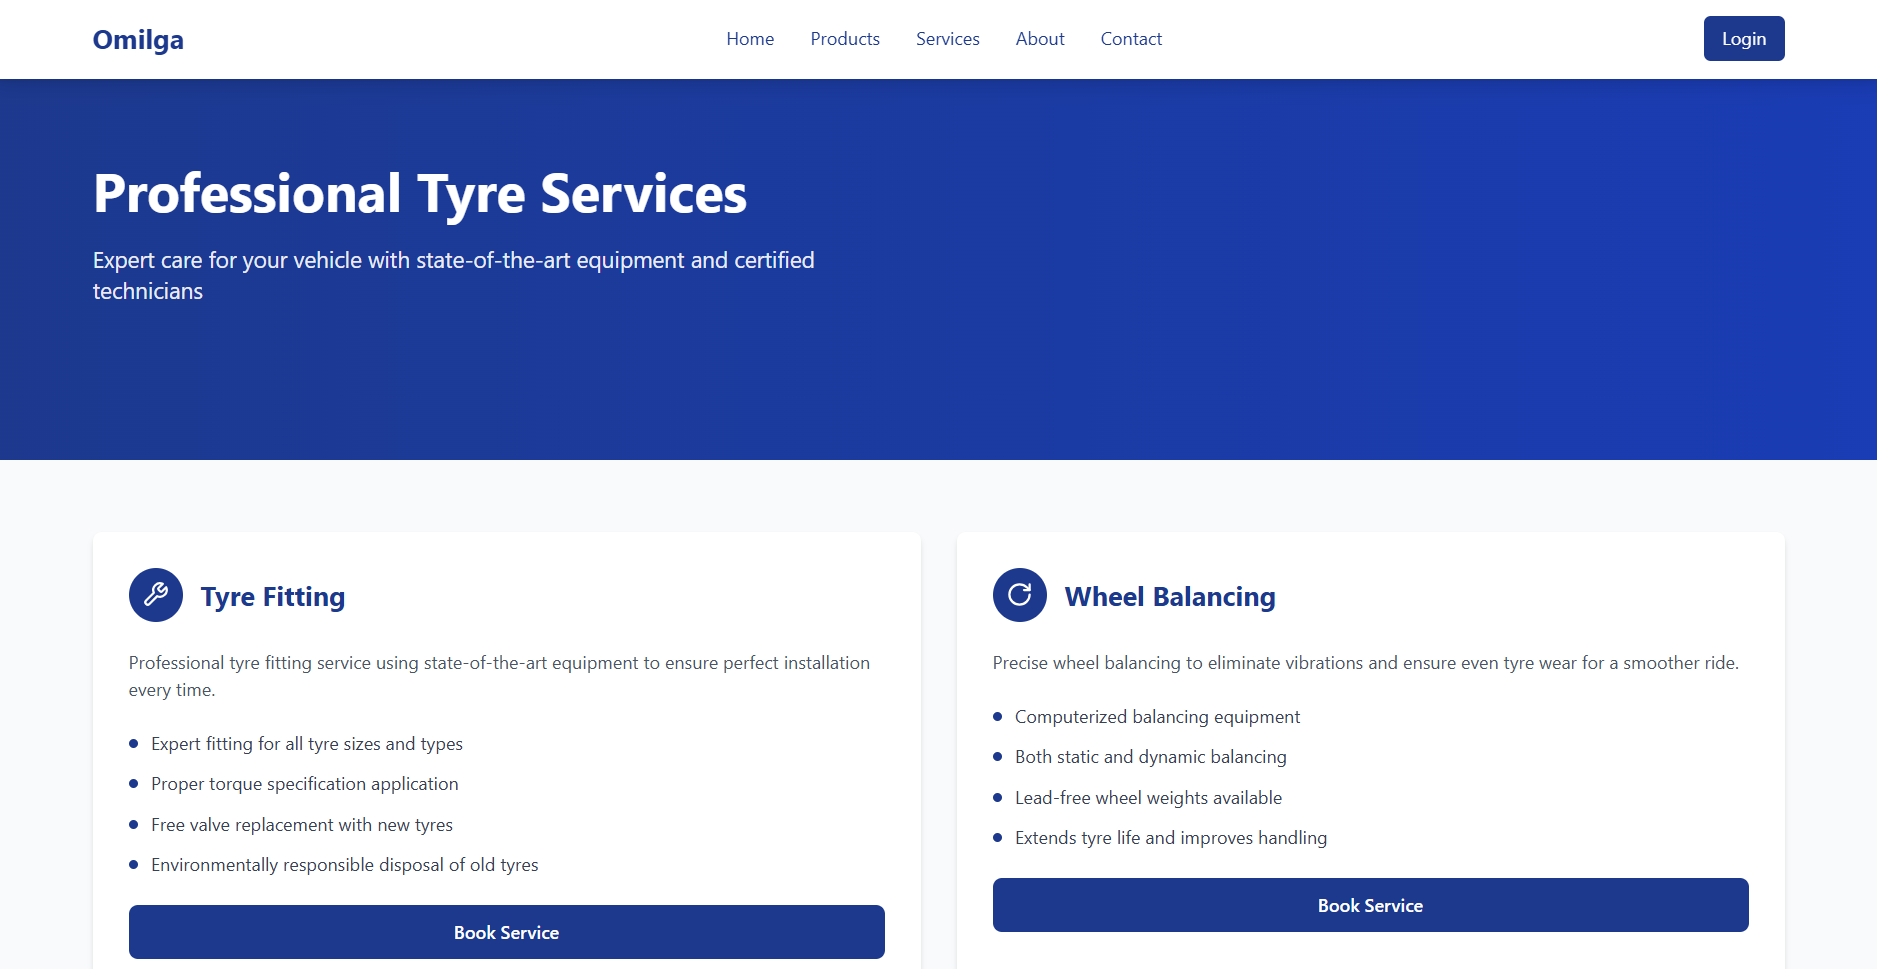 Omilga
Home
Products
Services
About
Contact
Login
Professional Tyre Services
Expert care for your vehicle with state-of-the-art equipment and certified
technicians
Tyre Fitting
Professional tyre fitting service using state-of-the-art equipment to ensure perfect installation
every time.
Expert fitting for all tyre sizes and types
Proper torque specification application
Free valve replacement with new tyres
Environmentally responsible disposal of old tyres
Book Service
Wheel Balancing
Precise wheel balancing to eliminate vibrations and ensure even tyre wear for a smoother ride.
Computerized balancing equipment
Both static and dynamic balancing
Lead-free wheel weights available
Extends tyre life and improves handling
Book Service